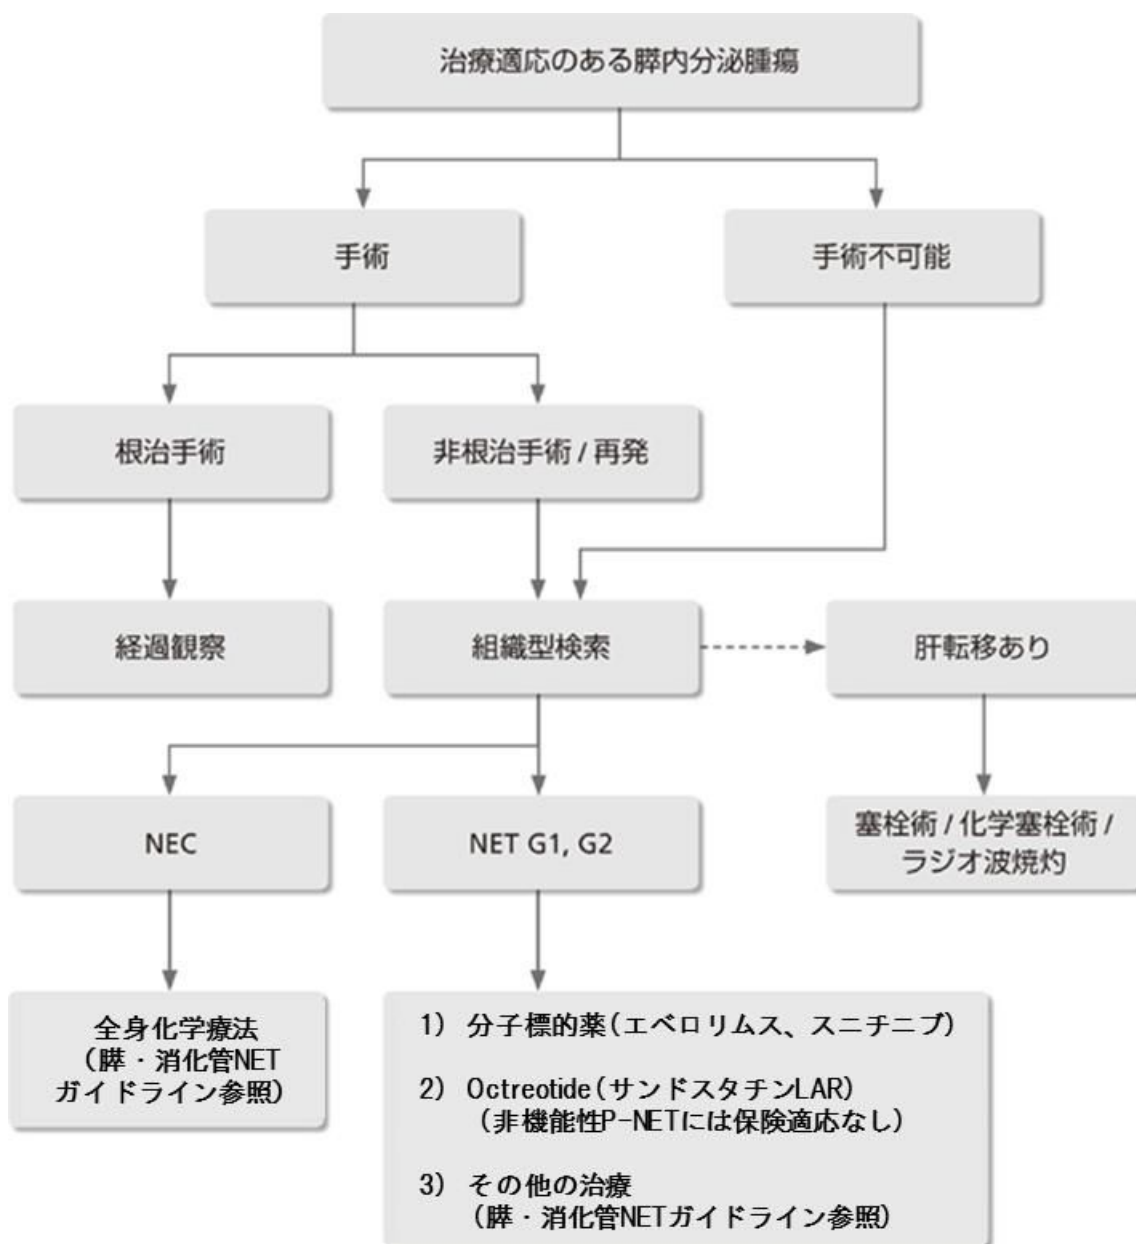 治療適応のある膵内分泌腫瘍
手術
手術不可能
根治手術
非根治手術 / 再発
経過観察
組織型検索
肝転移あり
NEC
NET G1, G2
塞栓術 / 化学塞栓術 /
ラジオ波焼灼
全身化学療法
（膵・消化管NET
ガイドライン参照）
1） 分子標的薬（エベロリムス、スニチニブ）
2） Octreotide（サンドスタチンLAR）
（非機能性P-NETには保険適応なし）
3） その他の治療
（膵・消化管NETガイドライン参照）